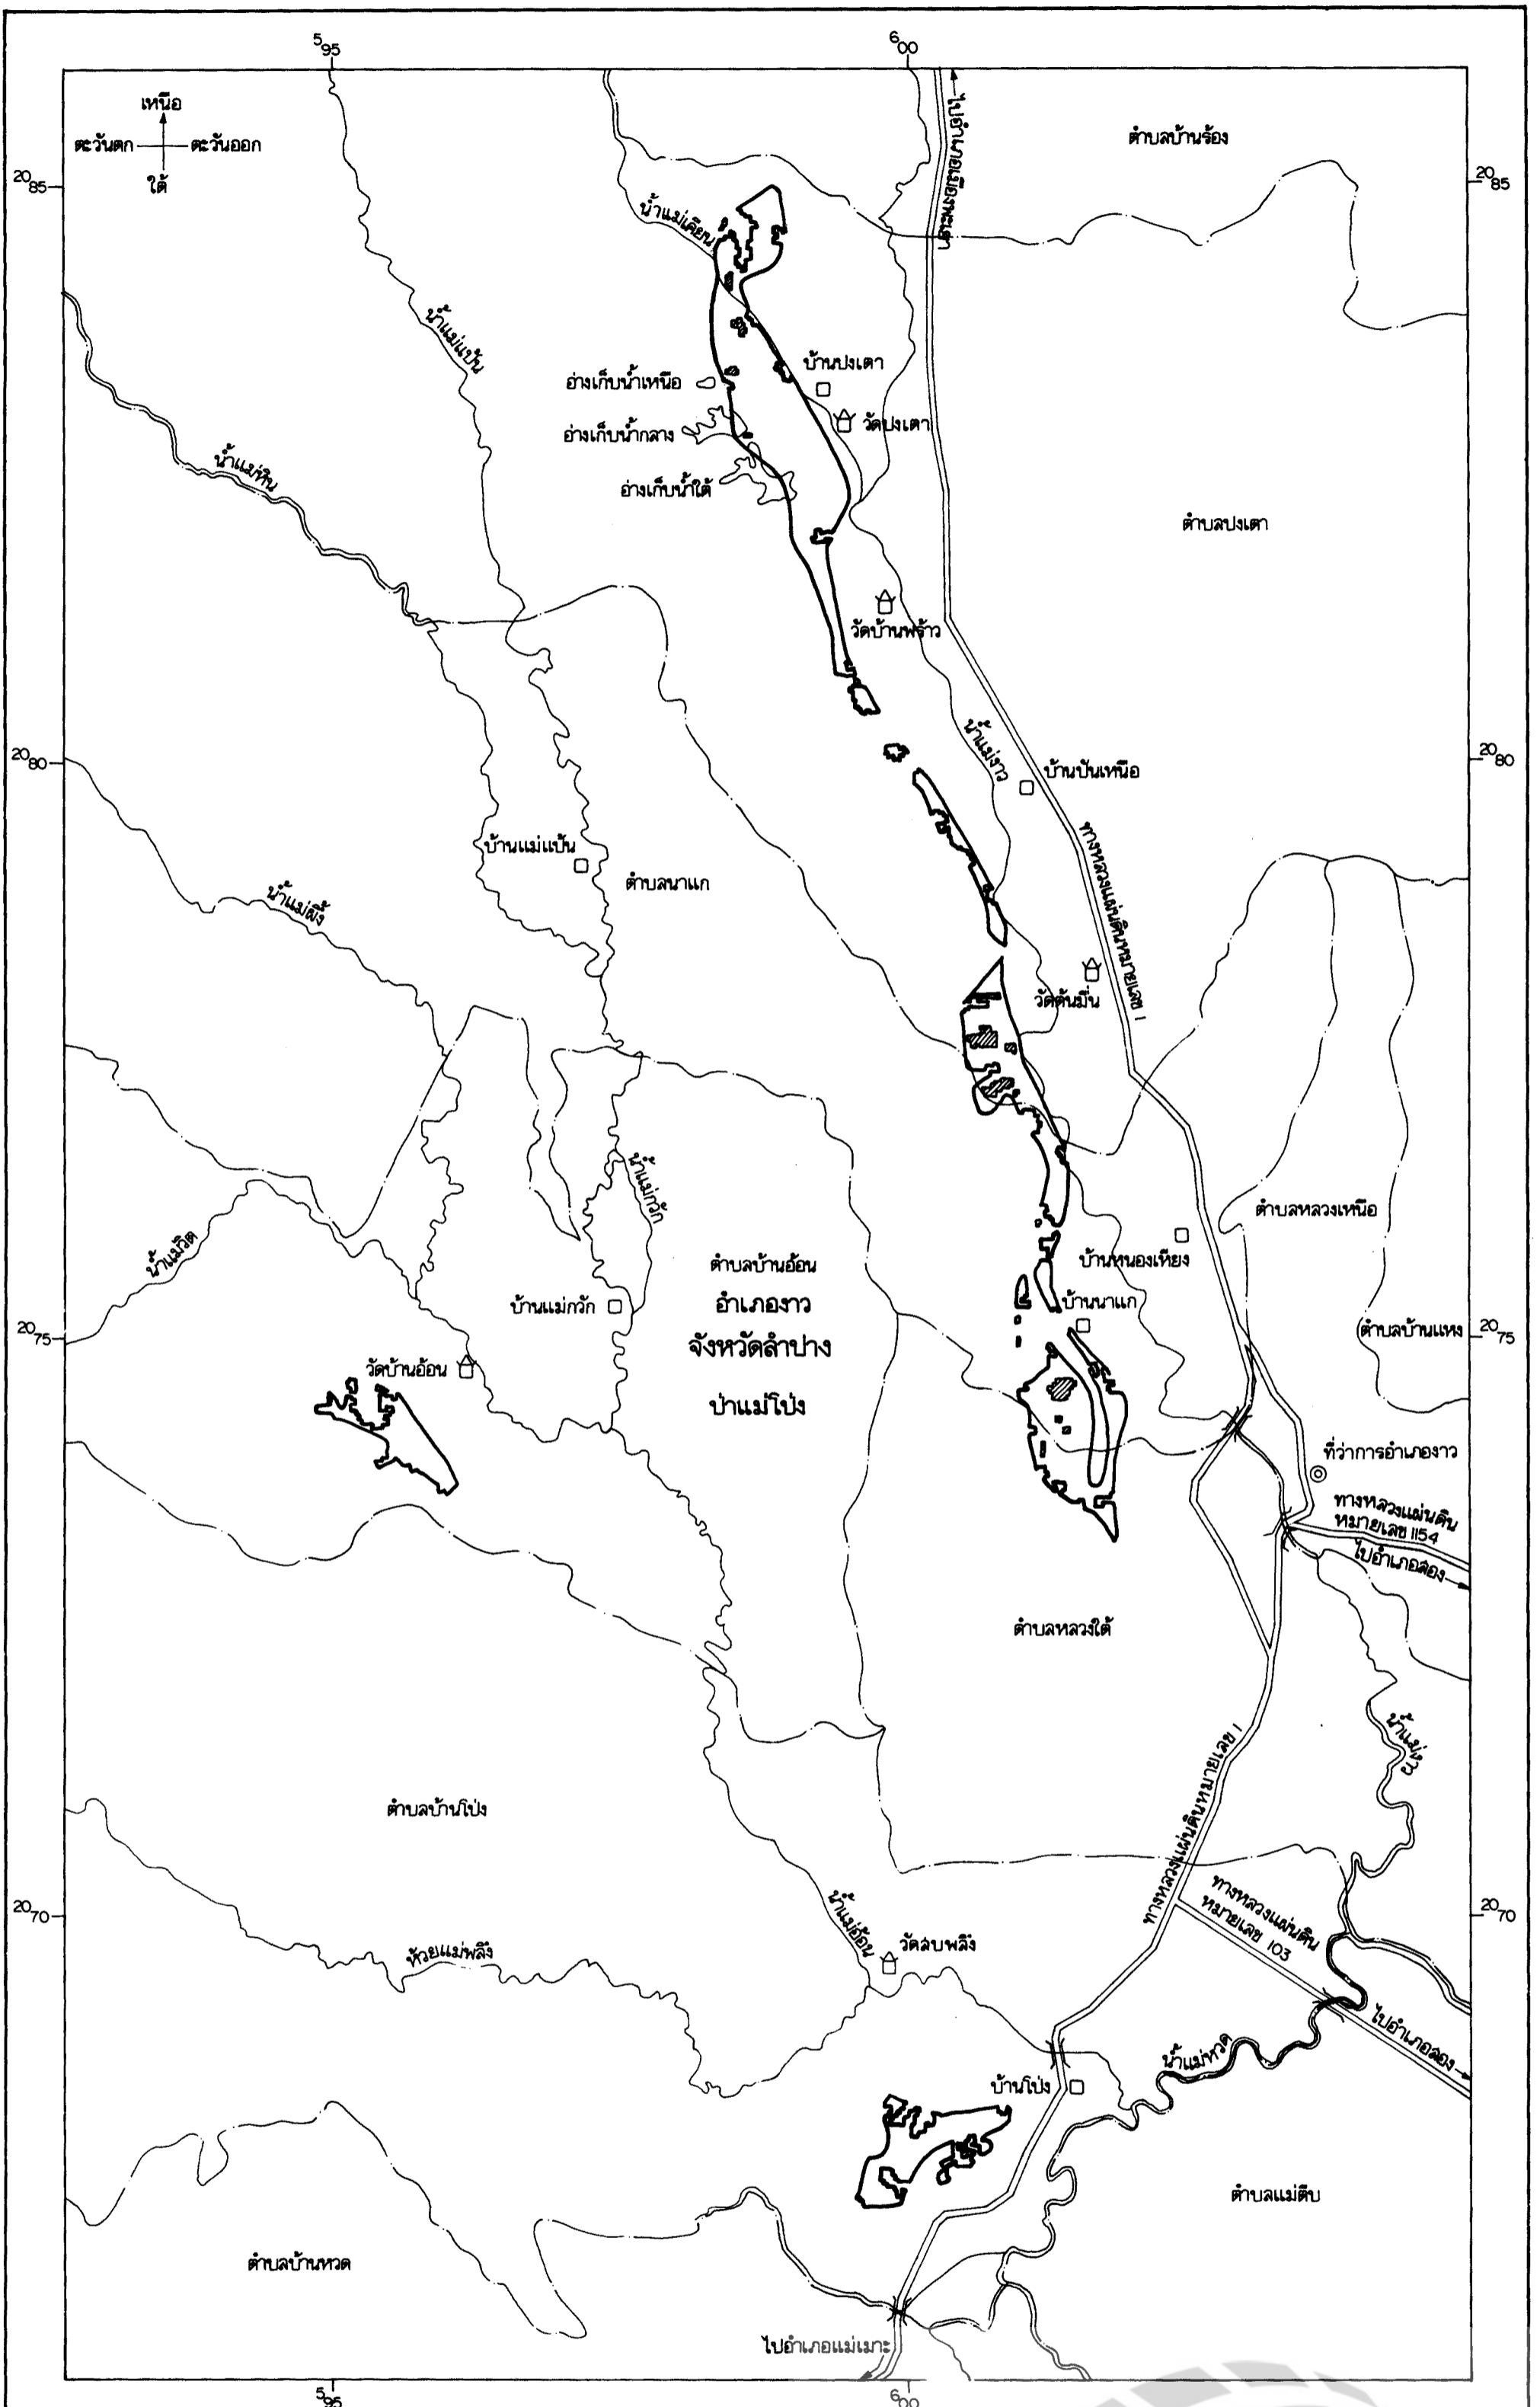 595
600
เหนือ
ตะวันตก
ตะวันออก
ใต้
ตำบลบ้านร้อง
2085
2085
น้ำแม่เคียน
น้ำแม่แป้น
บ้านปงเตา
อ่างเก็บน้ำเหนือ
วัดปงเตา
อ่างเก็บน้ำกลาง
น้ำแม่หิน
อ่างเก็บน้ำใต้
ตำบลปงเตา
วัดบ้านพร้าว
น้ำแม่งาว
2080
2080
บ้านปันเหนือ
บ้านแม่แป้น
ตำบลนาแก
น้ำแม่ผึ้ง
ทางหลวงแผ่นดินหมายเลข 1
วัดต้นมื่น
น้ำแม่กวัก
ตำบลหลวงเหนือ
น้ำแม่วิด
บ้านหนองเหียง
ตำบลบ้านอ้อน
อำเภองาว
บ้านแม่กวัก
บ้านนาแก
2075
จังหวัดลำปาง
ตำบลบ้านแหง
2075
วัดบ้านอ้อน
ป่าแม่โป่ง
ที่ว่าการอำเภองาว
ทางหลวงแผ่นดิน
หมายเลข 1154
ไปอำเภอสอง
ตำบลหลวงใต้
น้ำแม่งาว
ทางหลวงแผ่นดินหมายเลข 1
ตำบลบ้านโป่ง
ทางหลวงแผ่นดิน
หมายเลข 103
2070
2070
น้ำแม่อ้อน
วัดสบพลึง
ห้วยแม่พลึง
ไปอำเภอสอง
น้ำแม่หวด
บ้านโป่ง
ตำบลแม่ตีบ
ตำบลบ้านหวด
ไปอำเภอแม่เมาะ
595
600